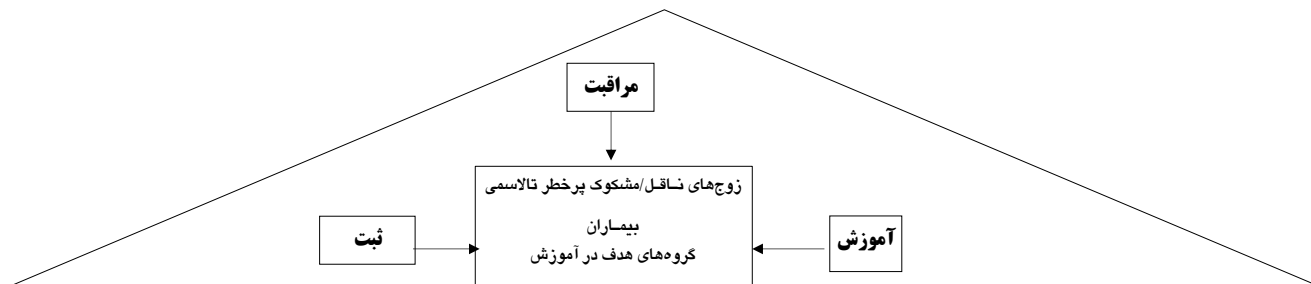 مراقبت
زوج‌های ناقل/مشکوک پرخطر تالاسمی
بیماران
گروه‌های هدف در آموزش
آموزش
ثبت